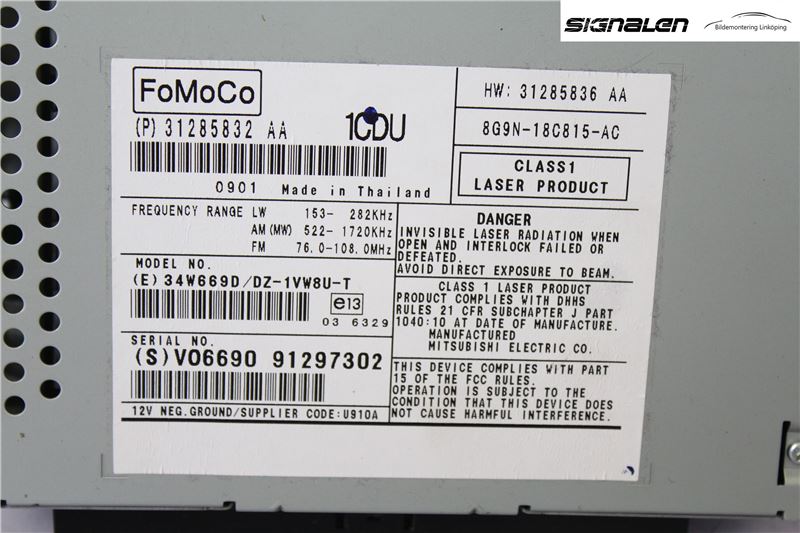 SIGNALEN
Bildemontering Linköping
FoMoCo
(P) 31285832 AA
1CDU
0901 Made in Thailand
HW: 31285836 AA
8G9N-18C815-AC
CLASS1
LASER PRODUCT
FREQUENCY RANGE LW 153- 282KHz
AM (MW) 522- 1720KHz
FM 76.0-108.0MHz
MODEL NO.
(E) 34W669D/DZ-1VW8U-T
e13
03 6329
SERIAL NO.
(S)V06690 91297302
12V NEG.GROUND/SUPPLIER CODE:U910A
DANGER
INVISIBLE LASER RADIATION WHEN
OPEN AND INTERLOCK FAILED OR
DEFEATED.
AVOID DIRECT EXPOSURE TO BEAM.
CLASS 1 LASER PRODUCT
PRODUCT COMPLIES WITH DHHS
RULES 21 CFR SUBCHAPTER J PART
1040:10 AT DATE OF MANUFACTURE.
MANUFACTURED
MITSUBISHI ELECTRIC CO.
THIS DEVICE COMPLIES WITH PART
15 OF THE FCC RULES.
OPERATION IS SUBJECT TO THE
CONDITION THAT THIS DEVICE DOES
NOT CAUSE HARMFUL INTERFERENCE.